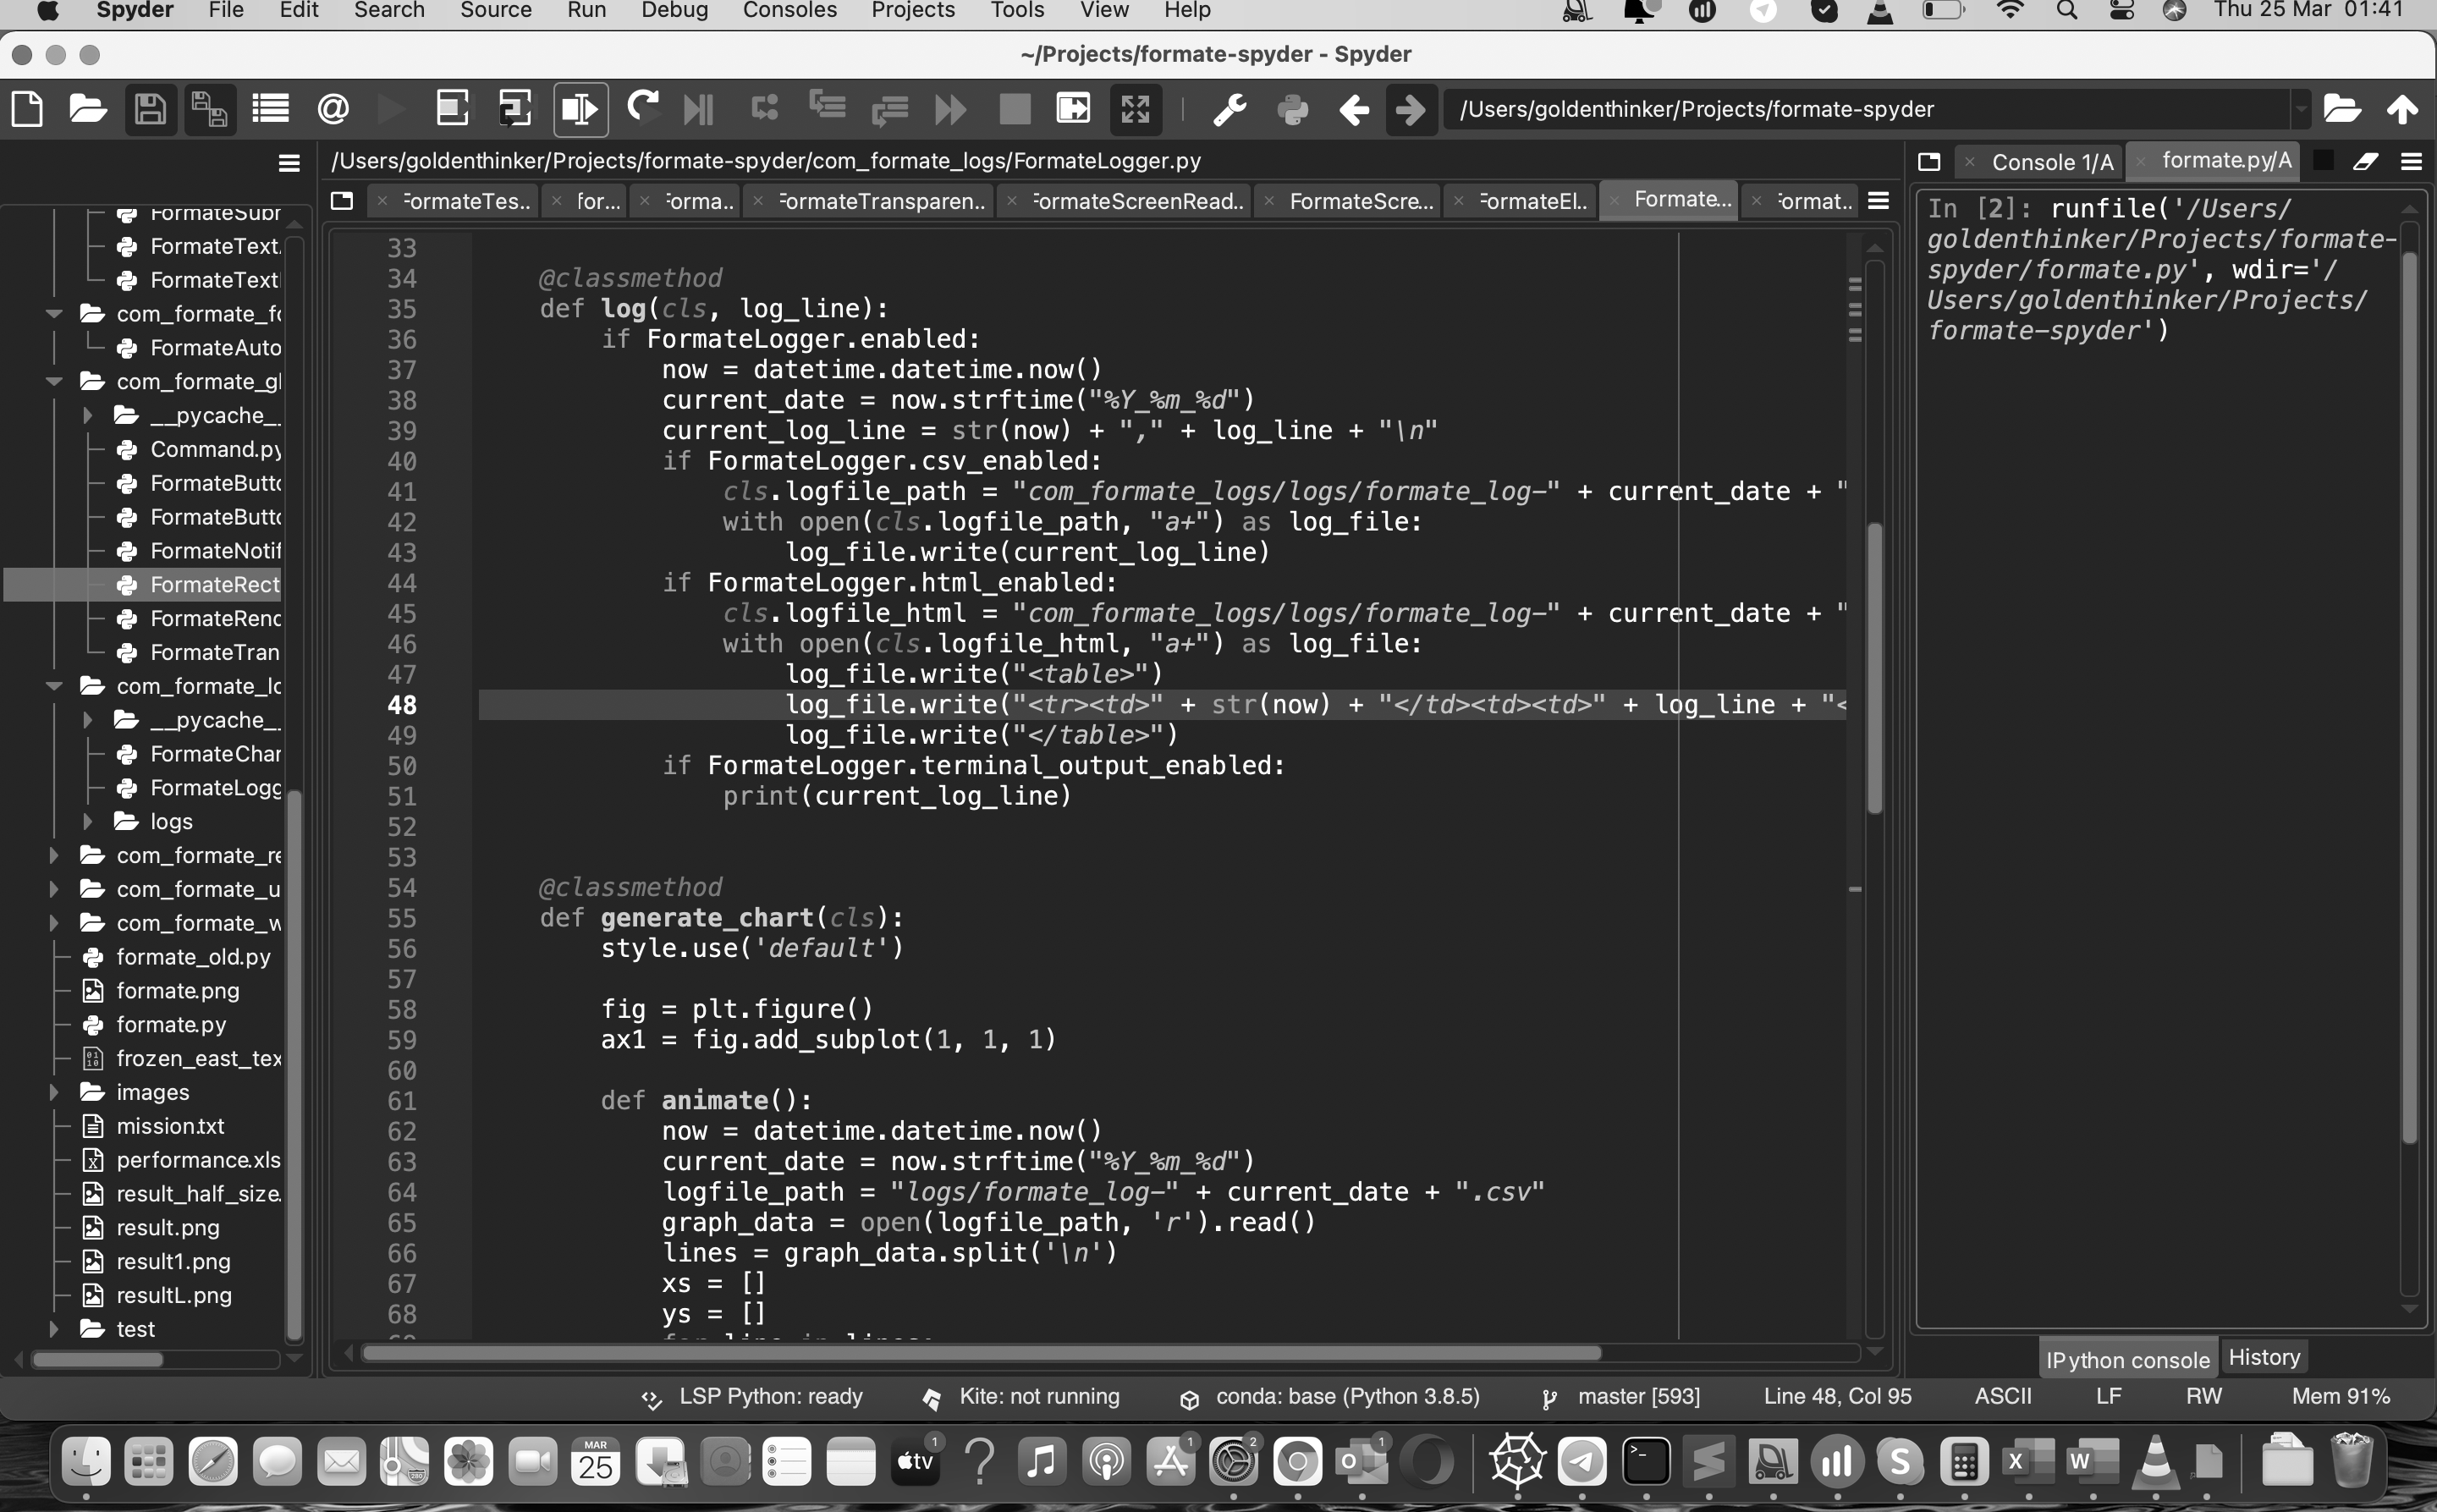 Spyder File Edit Search Source Run Debug Consoles Projects Tools View Help Thu 25 Mar 01:41
~/Projects/formate-spyder - Spyder
/Users/goldenthinker/Projects/formate-spyder
/Users/goldenthinker/Projects/formate-spyder/com_formate_logs/FormateLogger.py
FormateTes.. for... Forma.. FormateTransparen.. FormateScreenRead.. FormateScre... FormateEl.. Formate... Format..
FormateSubr
FormateText.
FormateText
com_formate_fo
FormateAuto
com_formate_gl
__pycache_
Command.py
FormateButto
FormateButto
FormateNotif
FormateRect
FormateRend
FormateTran
com_formate_lo
__pycache_
FormateChar
FormateLogg
logs
com_formate_re
com_formate_u
com_formate_w
formate_old.py
formate.png
formate.py
frozen_east_tex
images
mission.txt
performance.xls
result_half_size.
result.png
result1.png
resultL.png
test
33
34 @classmethod
35 def log(cls, log_line):
36 if FormateLogger.enabled:
37 now = datetime.datetime.now()
38 current_date = now.strftime("%Y_%m_%d")
39 current_log_line = str(now) + "," + log_line + "\n"
40 if FormateLogger.csv_enabled:
41 cls.logfile_path = "com_formate_logs/logs/formate_log-" + current_date + "
42 with open(cls.logfile_path, "a+") as log_file:
43 log_file.write(current_log_line)
44 if FormateLogger.html_enabled:
45 cls.logfile_html = "com_formate_logs/logs/formate_log-" + current_date + "
46 with open(cls.logfile_html, "a+") as log_file:
47 log_file.write("<table>")
48 log_file.write("<tr><td>" + str(now) + "</td><td><td>" + log_line + "<
49 log_file.write("</table>")
50 if FormateLogger.terminal_output_enabled:
51 print(current_log_line)
52
53
54 @classmethod
55 def generate_chart(cls):
56 style.use('default')
57
58 fig = plt.figure()
59 ax1 = fig.add_subplot(1, 1, 1)
60
61 def animate():
62 now = datetime.datetime.now()
63 current_date = now.strftime("%Y_%m_%d")
64 logfile_path = "logs/formate_log-" + current_date + ".csv"
65 graph_data = open(logfile_path, 'r').read()
66 lines = graph_data.split('\n')
67 xs = []
68 ys = []
Console 1/A formate.py/A
In [2]: runfile('/Users/
goldenthinker/Projects/formate-
spyder/formate.py', wdir='/
Users/goldenthinker/Projects/
formate-spyder')
IPython console History
LSP Python: ready Kite: not running conda: base (Python 3.8.5) master [593] Line 48, Col 95 ASCII LF RW Mem 91%
MAR
25
280
tv
1
1
2
1
O
S
X
W